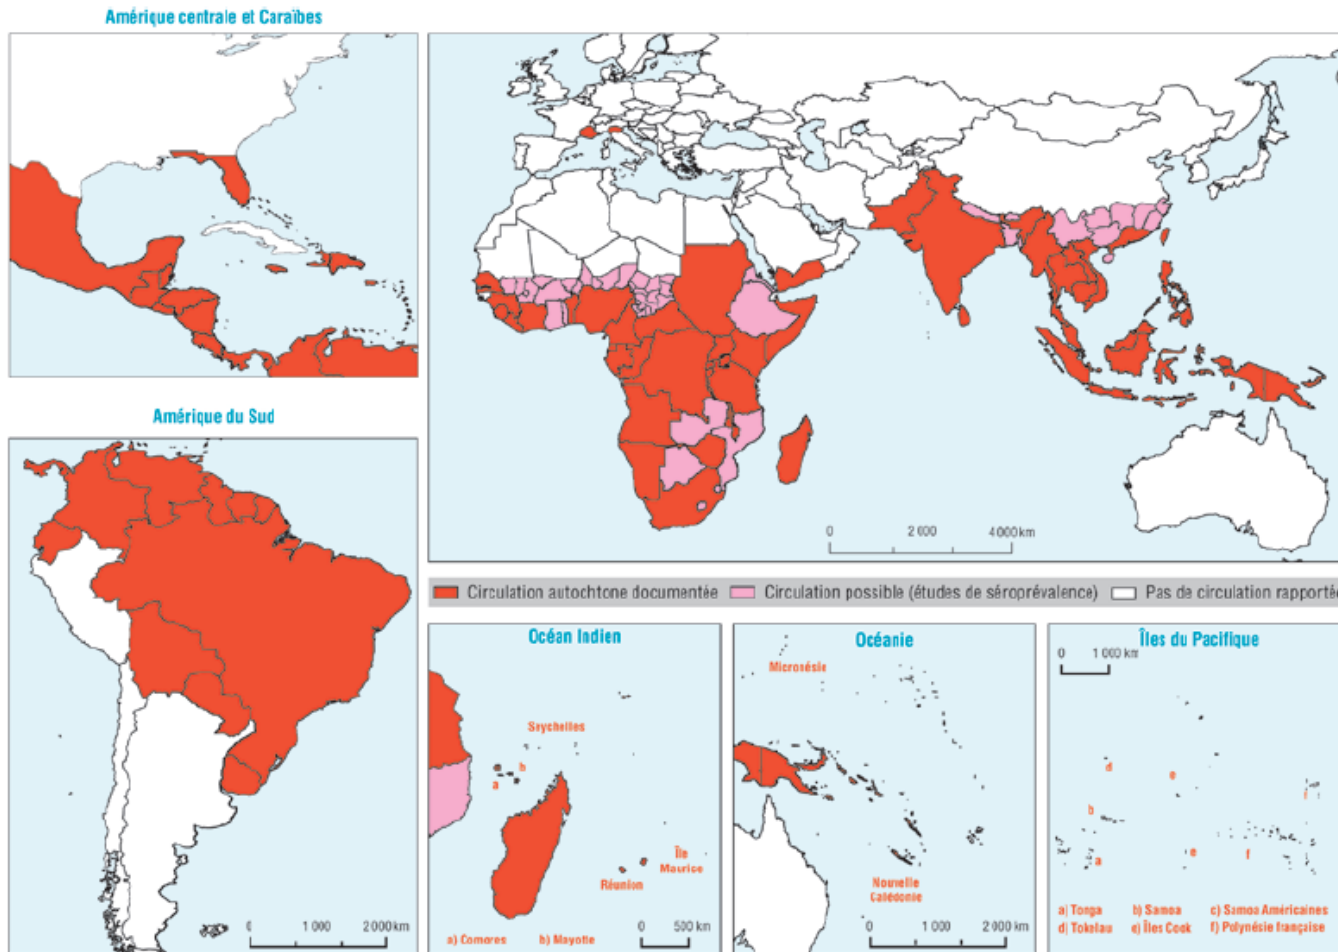 Amérique centrale et Caraïbes
Amérique du Sud
0 1 000 2 000 km
0 2 000 4 000 km
Circulation autochtone documentée Circulation possible (études de séroprévalence) Pas de circulation rapportée
Océan Indien
Seychelles
b
a
Île
Maurice
Réunion
0 500 km
a) Comores b) Mayotte
Océanie
Micronésie
Nouvelle
Calédonie
0 1 000 2 000 km
Îles du Pacifique
0 1 000 km
d
e
f
b
a
e
f
a) Tonga b) Samoa c) Samoa Américaines
d) Tokelau e) Îles Cook f) Polynésie française